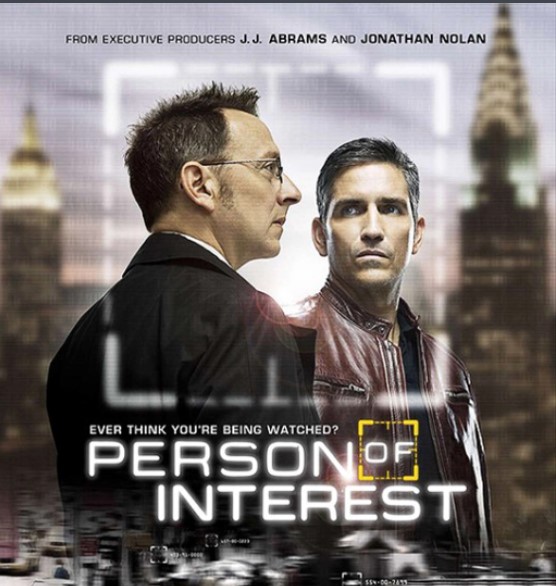 FROM EXECUTIVE PRODUCERS J.J. ABRAMS AND JONATHAN NOLAN
EVER THINK YOU'RE BEING WATCHED?
PERSON OF
INTEREST